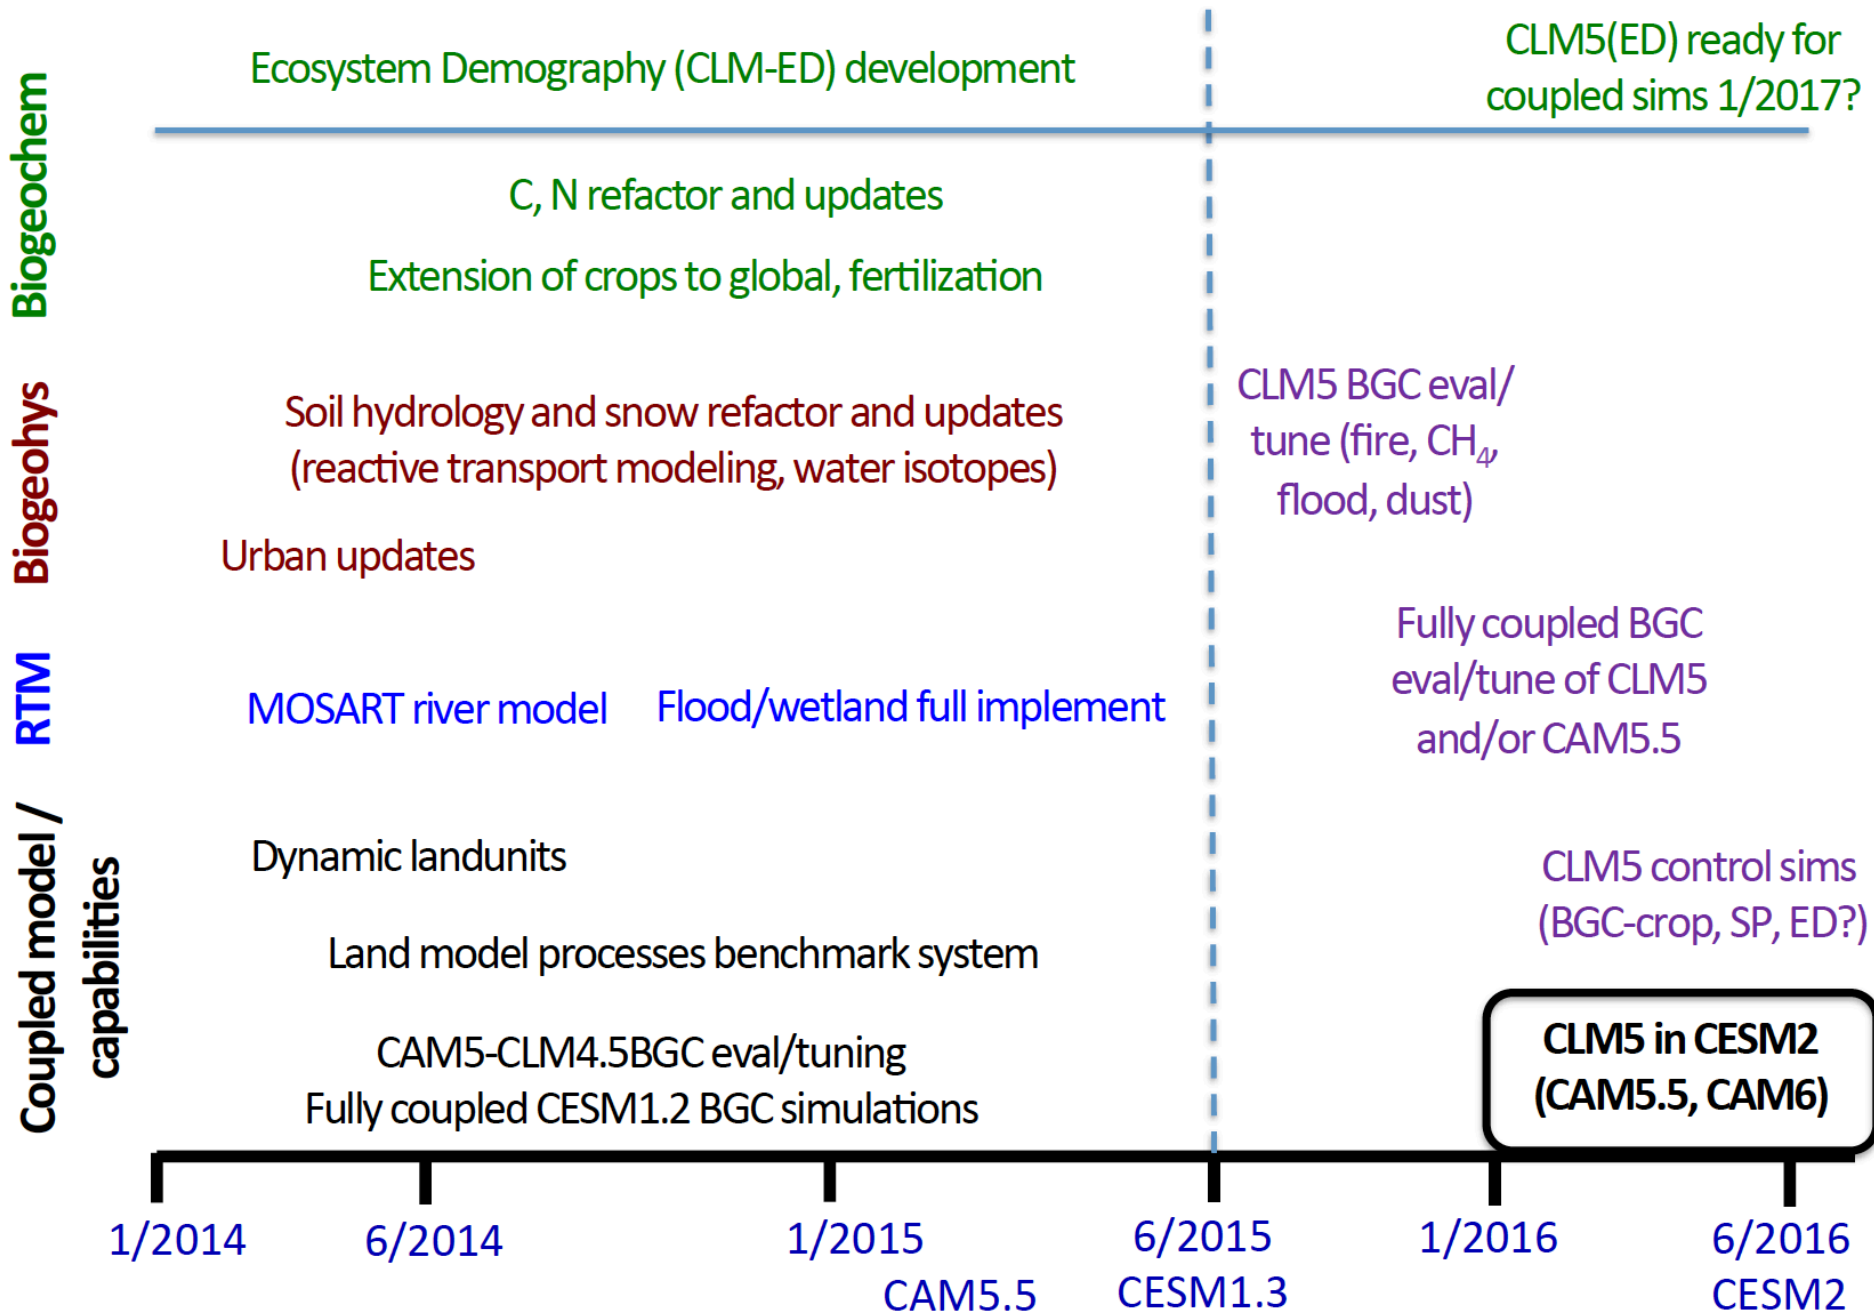 Biogeochem
Ecosystem Demography (CLM-ED) development
CLM5(ED) ready for
coupled sims 1/2017?
C, N refactor and updates
Extension of crops to global, fertilization
Biogeohys
Soil hydrology and snow refactor and updates
(reactive transport modeling, water isotopes)
Urban updates
CLM5 BGC eval/
tune (fire, CH₄,
flood, dust)
RTM
MOSART river model
Flood/wetland full implement
Fully coupled BGC
eval/tune of CLM5
and/or CAM5.5
Coupled model /
capabilities
Dynamic landunits
Land model processes benchmark system
CAM5-CLM4.5BGC eval/tuning
Fully coupled CESM1.2 BGC simulations
CLM5 control sims
(BGC-crop, SP, ED?)
CLM5 in CESM2
(CAM5.5, CAM6)
1/2014
6/2014
1/2015
CAM5.5
6/2015
CESM1.3
1/2016
6/2016
CESM2